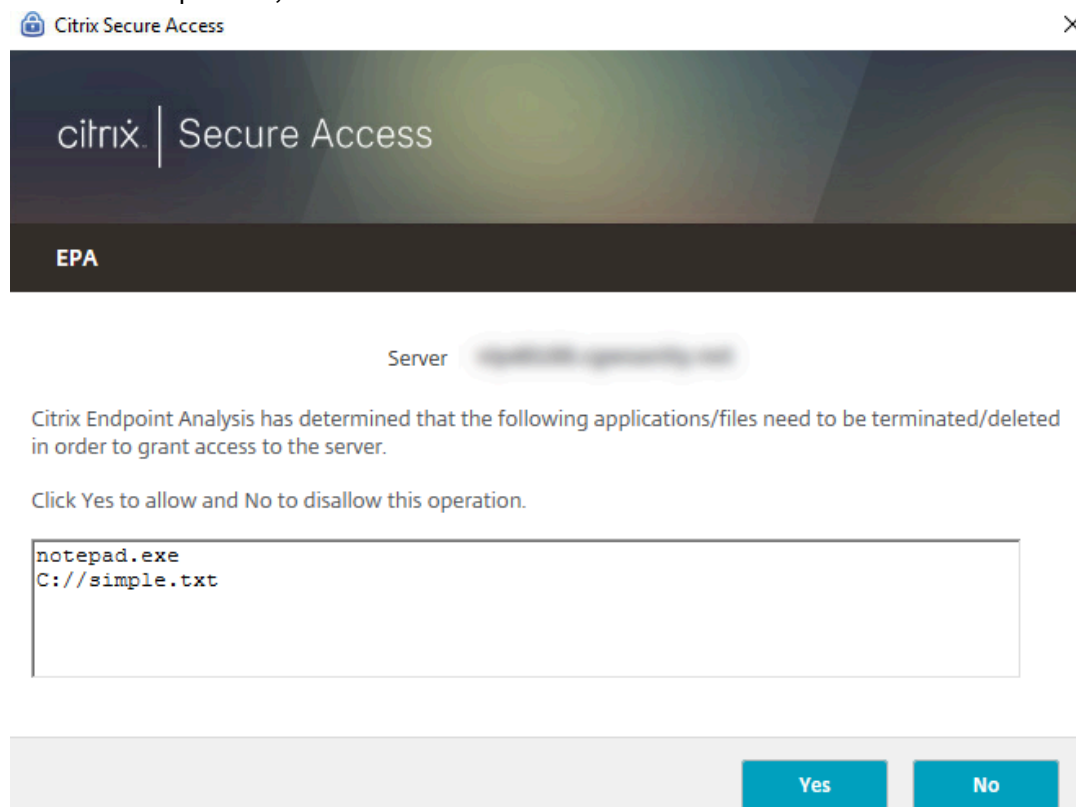 Citrix Secure Access
citrix. | Secure Access
EPA
Server
Citrix Endpoint Analysis has determined that the following applications/files need to be terminated/deleted
in order to grant access to the server.
Click Yes to allow and No to disallow this operation.
notepad.exe
C://simple.txt
Yes No